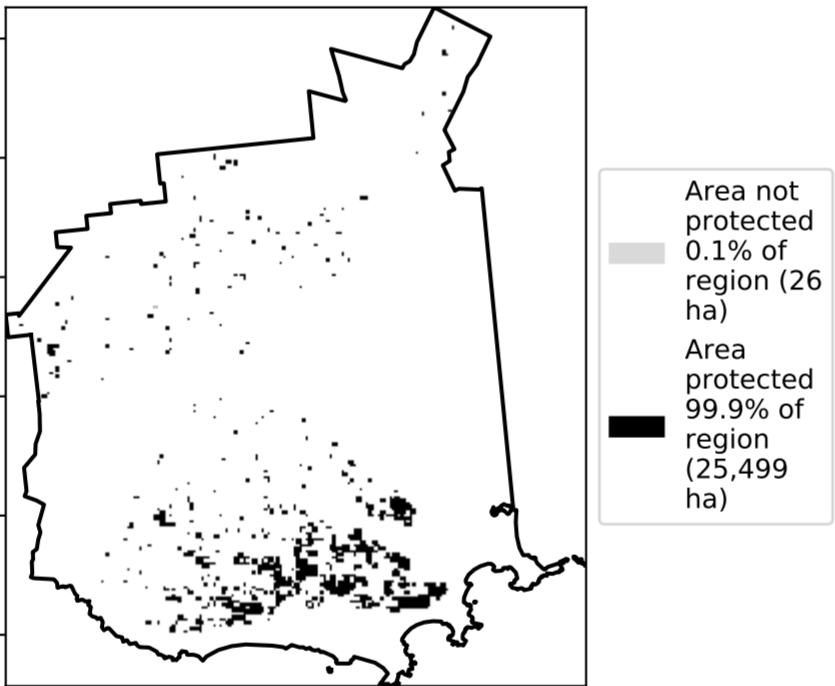 Area not
protected
0.1% of
region (26
ha)
Area
protected
99.9% of
region
(25,499
ha)